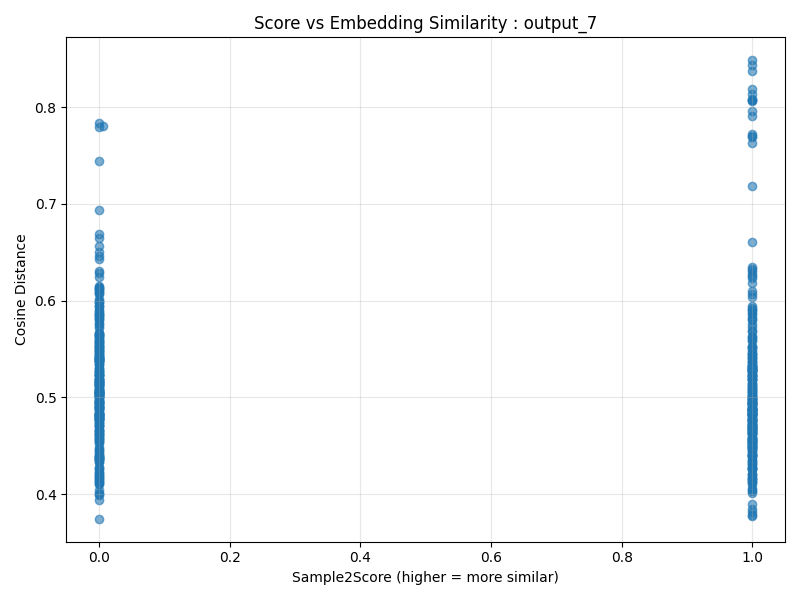 Score vs Embedding Similarity : output_7
Cosine Distance
0.8
0.7
0.6
0.5
0.4
0.0 0.2 0.4 0.6 0.8 1.0
Sample2Score (higher = more similar)